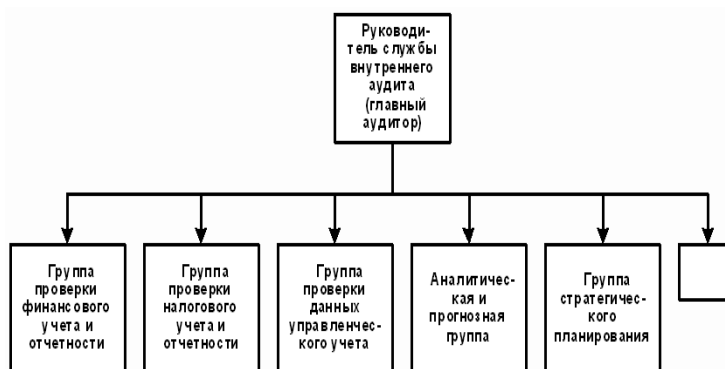 Руководи-
тель службы
внутреннего
аудита
(главный
аудитор)
Группа
проверки
финансового
учета и
отчетности
Группа
проверки
налогового
учета и
отчетности
Группа
проверки
данных
управленчес-
кого учета
Аналитичес-
кая и
прогнозная
группа
Группа
стратегичес-
кого
планирования